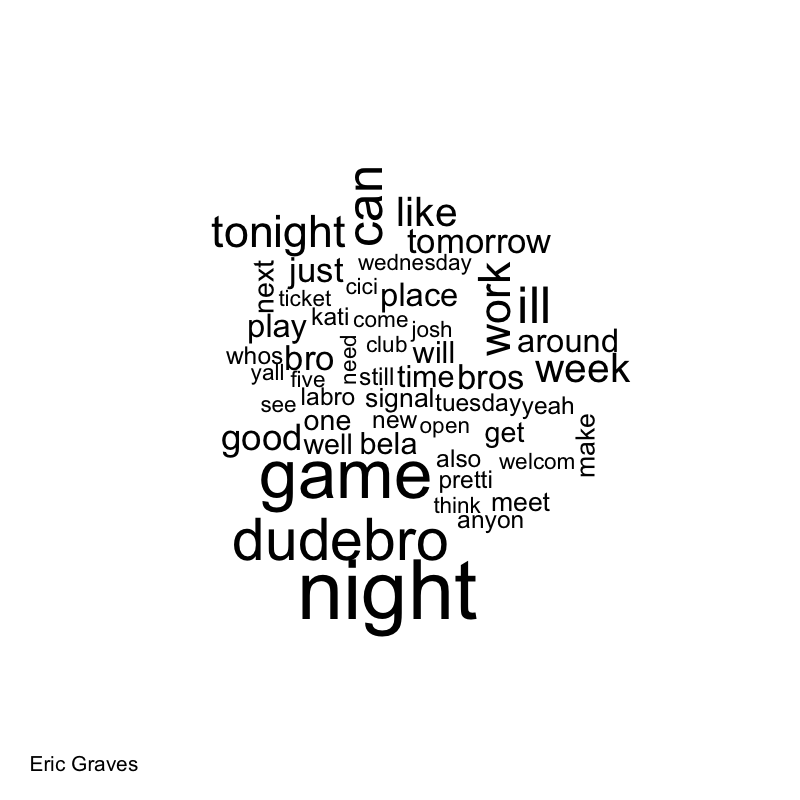 can
like
tonight
tomorrow
wednesday
just
next
cici
ticket
place
work
ill
kati
come
play
josh
around
club
will
whos
bro
need
yall
five
still
time
bros
week
labro
signal
see
tuesday
yeah
one
new
open
get
make
good
well
bela
game
also
welcom
pretti
think
meet
anyon
dudebro
night
Eric Graves